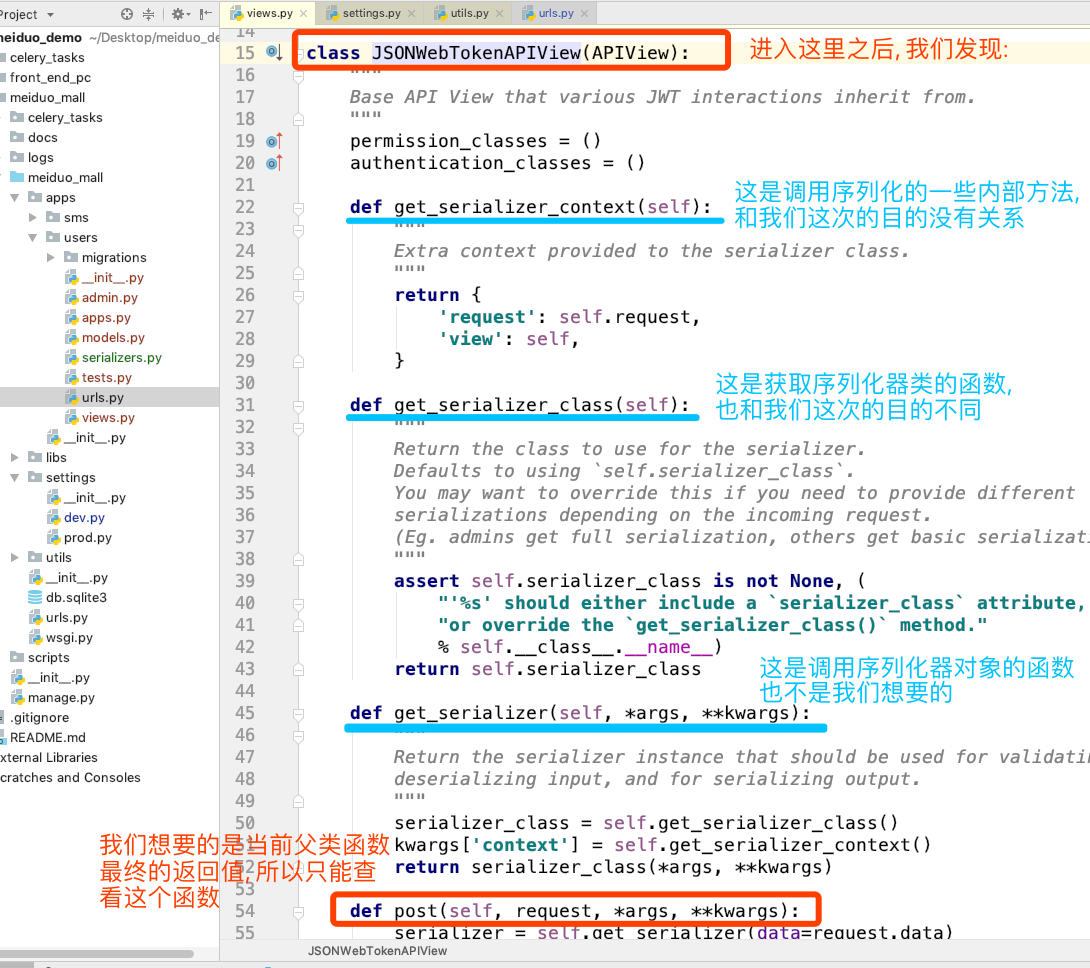 Project
views.py
settings.py
utils.py
urls.py
meiduo_demo ~/Desktop/meiduo_de
celery_tasks
front_end_pc
meiduo_mall
celery_tasks
docs
logs
meiduo_mall
apps
sms
users
migrations
__init__.py
admin.py
apps.py
models.py
serializers.py
tests.py
urls.py
views.py
__init__.py
libs
settings
__init__.py
dev.py
prod.py
utils
__init__.py
db.sqlite3
urls.py
wsgi.py
scripts
__init__.py
manage.py
.gitignore
README.md
xternal Libraries
cratches and Consoles
14
15 class JSONWebTokenAPIView(APIView):
进入这里之后, 我们发现:
16 """
17 Base API View that various JWT interactions inherit from.
18 """
19 permission_classes = ()
20 authentication_classes = ()
21
这是调用序列化的一些内部方法,
和我们这次的目的没有关系
22 def get_serializer_context(self):
23 """
24 Extra context provided to the serializer class.
25 """
26 return {
27 'request': self.request,
28 'view': self,
29 }
30
这是获取序列化器类的函数,
也和我们这次的目的不同
31 def get_serializer_class(self):
32 """
33 Return the class to use for the serializer.
34 Defaults to using `self.serializer_class`.
35 You may want to override this if you need to provide different
36 serializations depending on the incoming request.
37 (Eg. admins get full serialization, others get basic serializati
38 """
39 assert self.serializer_class is not None, (
40 "'%s' should either include a `serializer_class` attribute,
41 "or override the `get_serializer_class()` method."
42 % self.__class__.__name__)
43 return self.serializer_class
44
这是调用序列化器对象的函数
也不是我们想要的
45 def get_serializer(self, *args, **kwargs):
46 """
47 Return the serializer instance that should be used for validatin
48 deserializing input, and for serializing output.
49 """
50 serializer_class = self.get_serializer_class()
51 kwargs['context'] = self.get_serializer_context()
52 return serializer_class(*args, **kwargs)
53
我们想要的是当前父类函数
最终的返回值, 所以只能查
看这个函数
54 def post(self, request, *args, **kwargs):
55 serializer = self.get_serializer(data=request.data)
JSONWebTokenAPIView